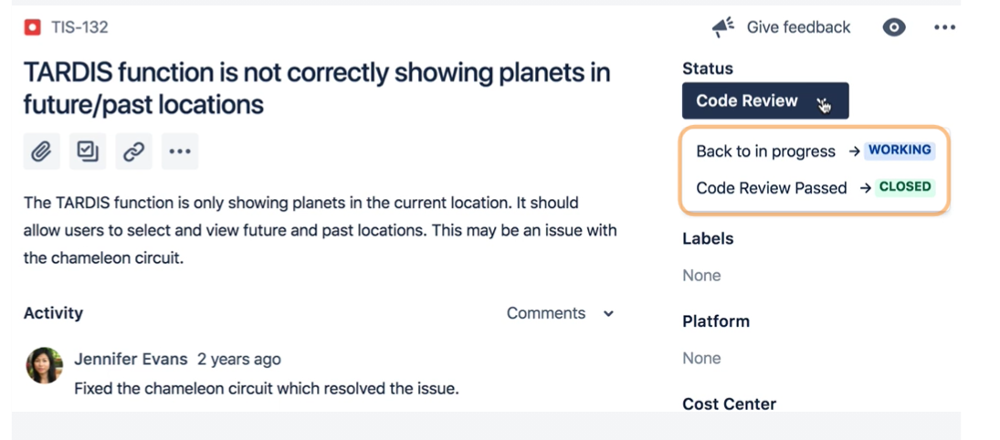 TIS-132
Give feedback
TARDIS function is not correctly showing planets in
future/past locations
The TARDIS function is only showing planets in the current location. It should
allow users to select and view future and past locations. This may be an issue with
the chameleon circuit.
Activity
Comments
Jennifer Evans 2 years ago
Fixed the chameleon circuit which resolved the issue.
Status
Code Review
Back to in progress → WORKING
Code Review Passed → CLOSED
Labels
None
Platform
None
Cost Center